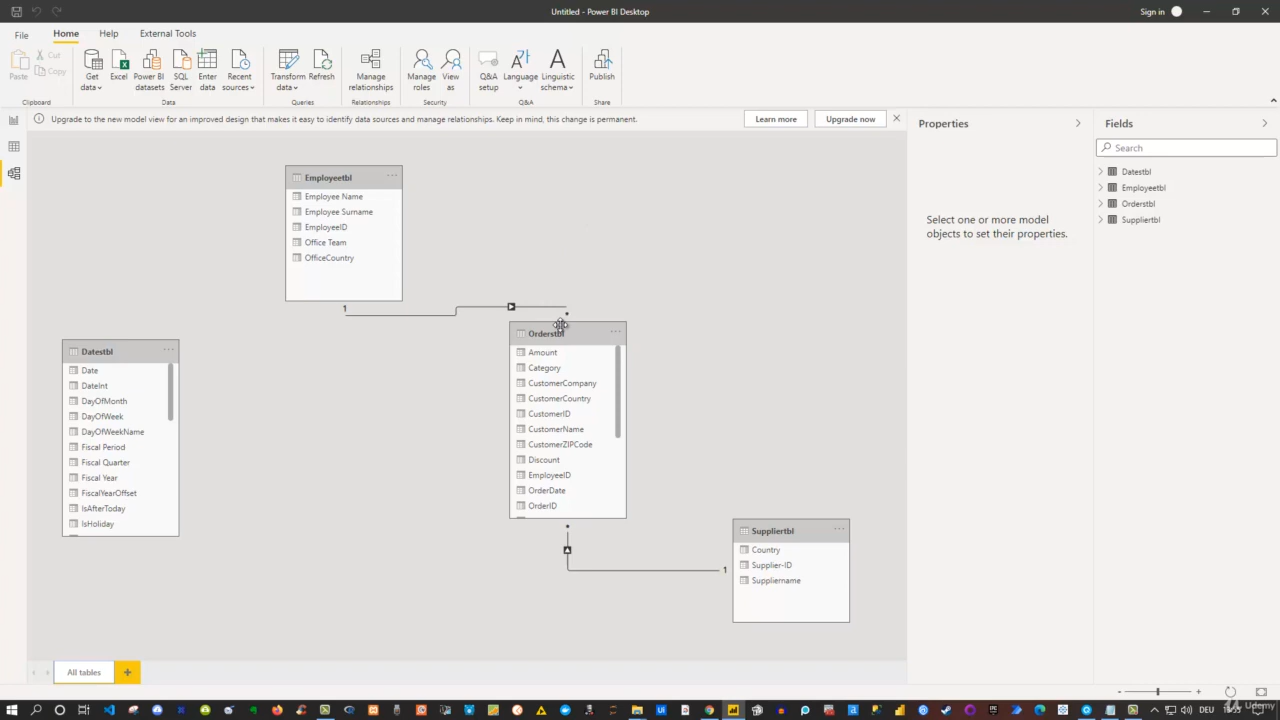 Untitled - Power BI Desktop
Sign in
File
Home
Help
External Tools
Paste
Cut
Copy
Get data
Excel
Power BI datasets
SQL Server
Enter data
Recent sources
Transform data
Refresh
Manage relationships
Manage roles
View as
Q&A setup
Language
Linguistic schema
Publish
Clipboard
Data
Queries
Relationships
Security
Q&A
Share
Upgrade to the new model view for an improved design that makes it easy to identify data sources and manage relationships. Keep in mind, this change is permanent.
Learn more
Upgrade now
Employeetbl
Employee Name
Employee Surname
EmployeeID
Office Team
OfficeCountry
1
*
Datestbl
Date
DateInt
DayOfMonth
DayOfWeek
DayOfWeekName
Fiscal Period
Fiscal Quarter
Fiscal Year
FiscalYearOffset
IsAfterToday
IsHoliday
Orderstbl
Amount
Category
CustomerCompany
CustomerCountry
CustomerID
CustomerName
CustomerZIPCode
Discount
EmployeeID
OrderDate
OrderID
*
1
Suppliertbl
Country
Supplier-ID
Suppliername
Properties
Select one or more model
objects to set their properties.
Fields
Search
Datestbl
Employeetbl
Orderstbl
Suppliertbl
All tables
DEU
Udemy